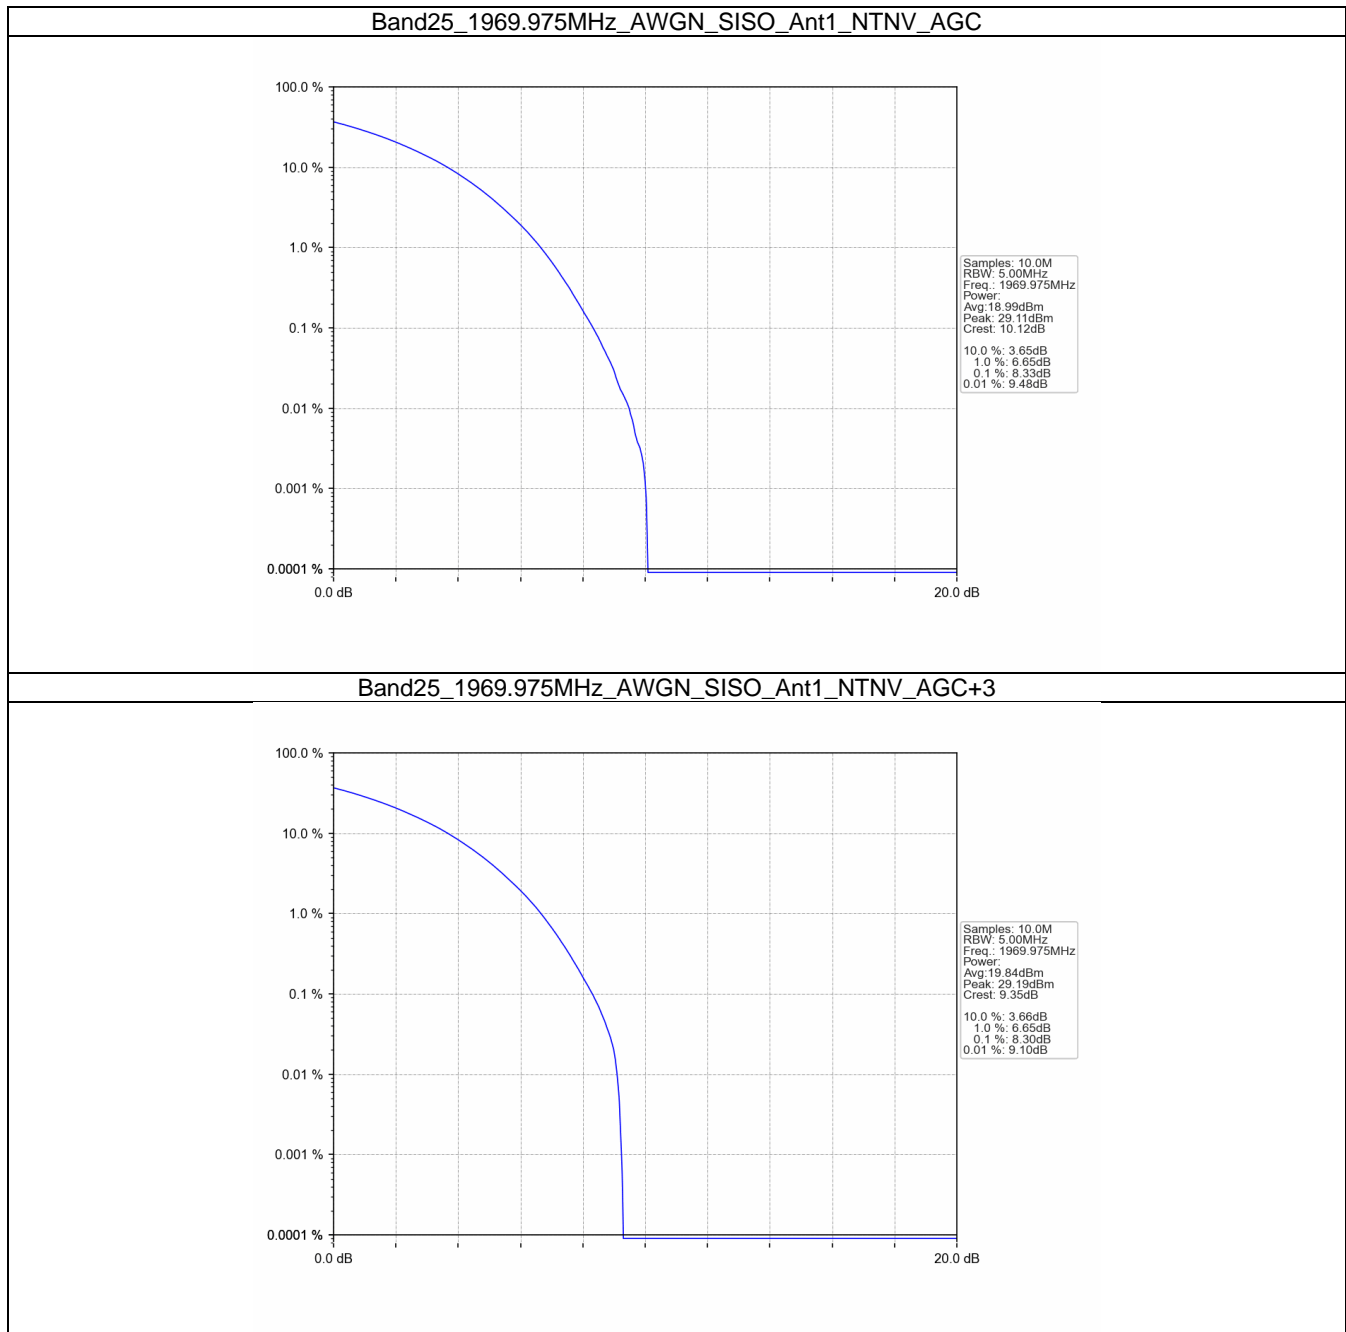 Band25_1969.975MHz_AWGN_SISO_Ant1_NTNV_AGC
100.0 %
10.0 %
1.0 %
0.1 %
0.01 %
0.001 %
0.0001 %
0.0 dB
20.0 dB
Samples: 10.0M
RBW: 5.00MHz
Freq.: 1969.975MHz
Power:
Avg:18.99dBm
Peak: 29.11dBm
Crest: 10.12dB
10.0 %: 3.65dB
1.0 %: 6.65dB
0.1 %: 8.33dB
0.01 %: 9.48dB
Band25_1969.975MHz_AWGN_SISO_Ant1_NTNV_AGC+3
100.0 %
10.0 %
1.0 %
0.1 %
0.01 %
0.001 %
0.0001 %
0.0 dB
20.0 dB
Samples: 10.0M
RBW: 5.00MHz
Freq.: 1969.975MHz
Power:
Avg:19.84dBm
Peak: 29.19dBm
Crest: 9.35dB
10.0 %: 3.66dB
1.0 %: 6.65dB
0.1 %: 8.30dB
0.01 %: 9.10dB